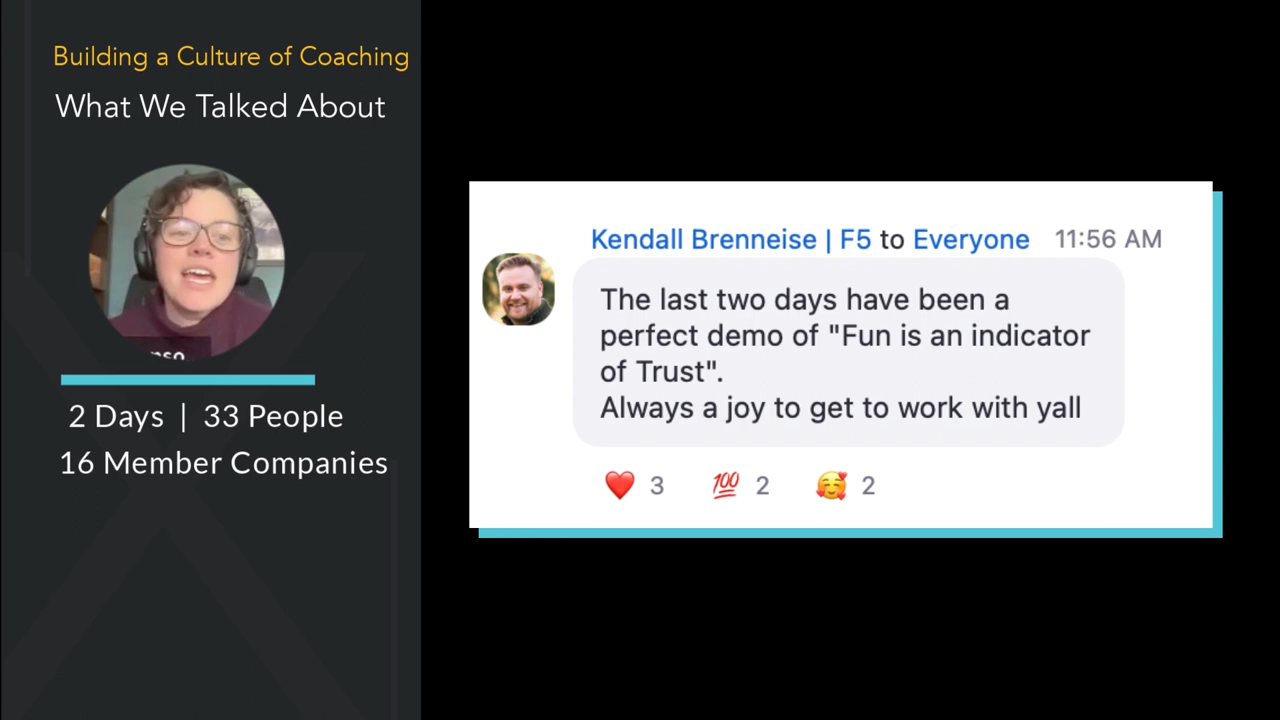 Building a Culture of Coaching
What We Talked About
2 Days | 33 People
16 Member Companies
Kendall Brenneise | F5 to Everyone 11:56 AM
The last two days have been a
perfect demo of "Fun is an indicator
of Trust".
Always a joy to get to work with yall
❤️ 3 💯 2 🥰 2